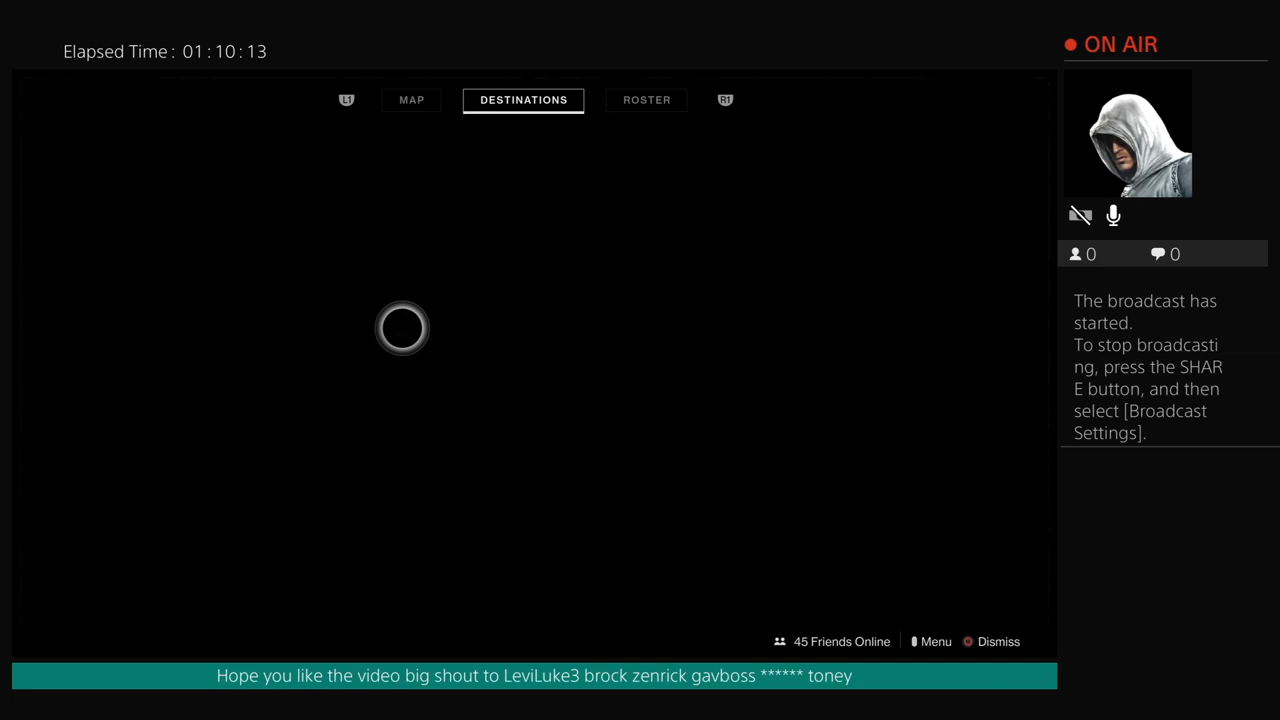 Elapsed Time: 01:10:13
ON AIR
L1 MAP DESTINATIONS ROSTER R1
0 0
The broadcast has
started.
To stop broadcasti
ng, press the SHAR
E button, and then
select [Broadcast
Settings].
45 Friends Online Menu Dismiss
Hope you like the video big shout to LeviLuke3 brock zenrick gavboss ****** toney